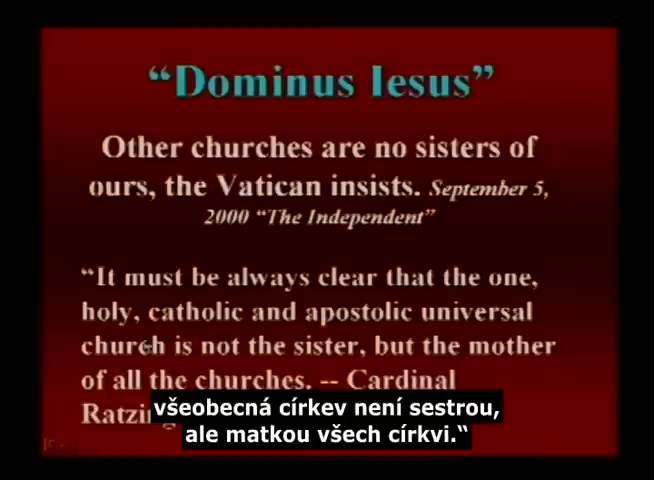 “Dominus Iesus”
Other churches are no sisters of
ours, the Vatican insists. September 5,
2000 “The Independent”
“It must be always clear that the one,
holy, catholic and apostolic universal
church is not the sister, but the mother
of all the churches. -- Cardinal
všeobecná církev není sestrou,
ale matkou všech církvi.“